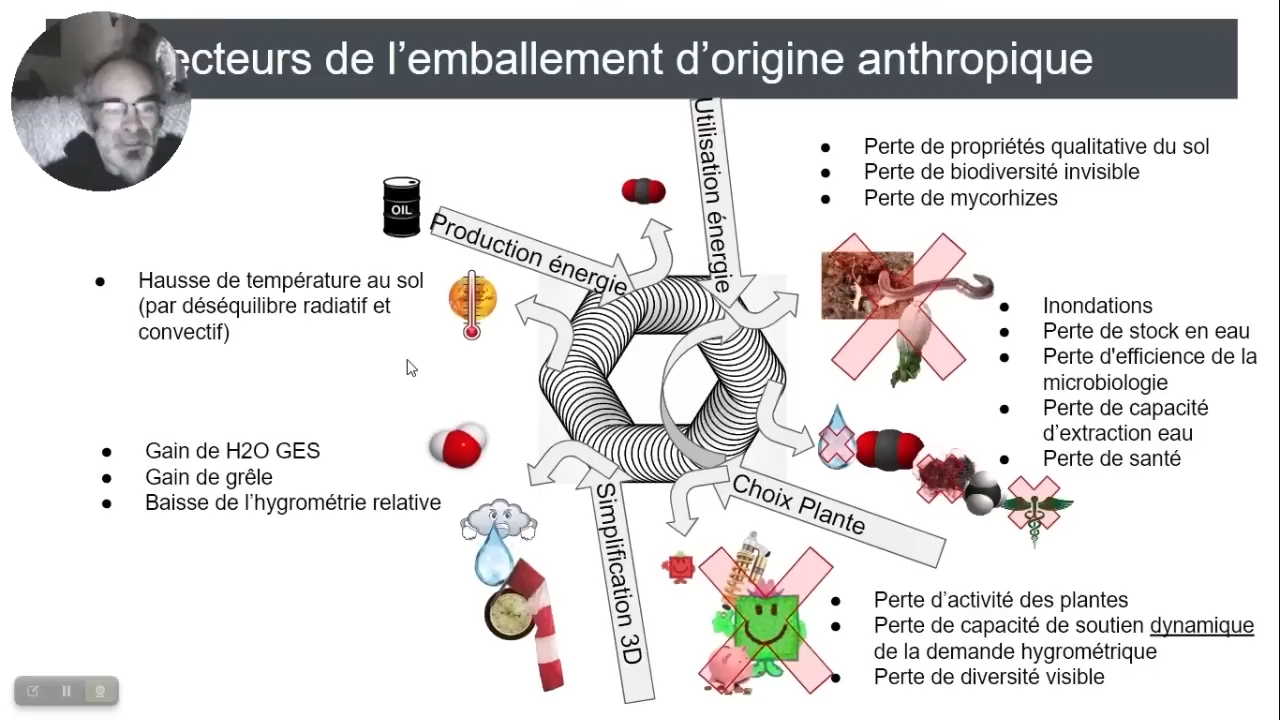 ecteurs de l’emballement d’origine anthropique
Utilisation énergie
Perte de propriétés qualitative du sol
Perte de biodiversité invisible
Perte de mycorhizes
OIL
Production énergie
Hausse de température au sol
(par déséquilibre radiatif et
convectif)
Inondations
Perte de stock en eau
Perte d'efficience de la
microbiologie
Perte de capacité
d’extraction eau
Perte de santé
Gain de H2O GES
Gain de grêle
Baisse de l’hygrométrie relative
Choix Plante
Simplification 3D
Perte d’activité des plantes
Perte de capacité de soutien dynamique
de la demande hygrométrique
Perte de diversité visible